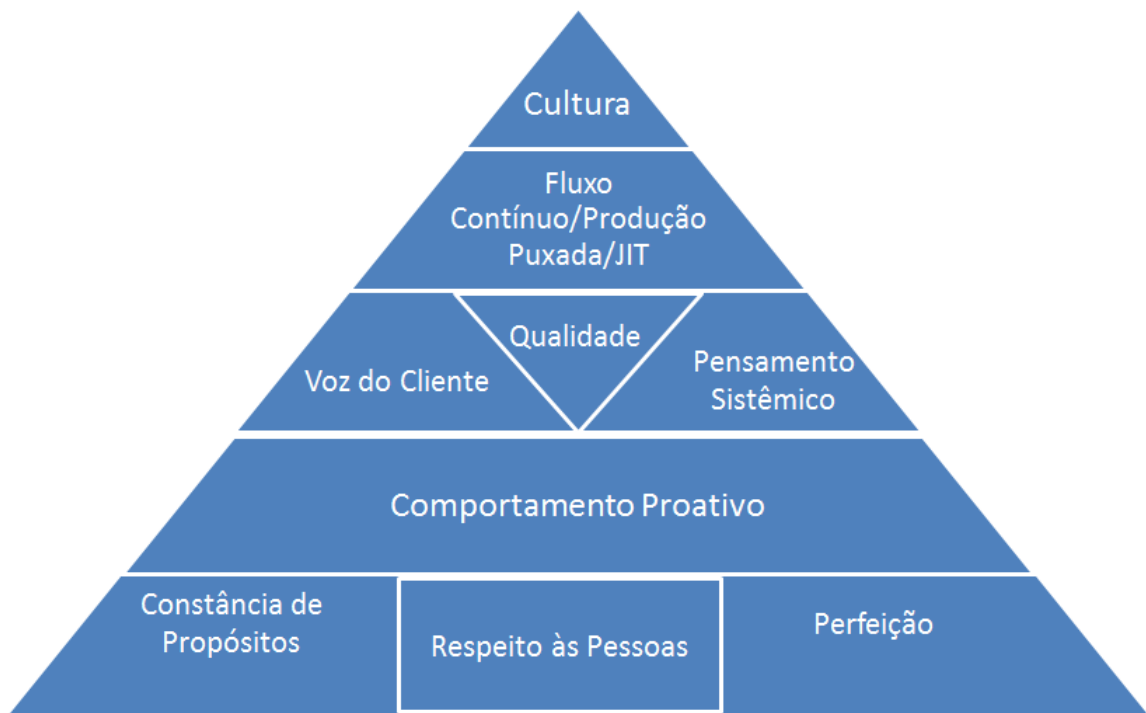 Cultura
Fluxo
Contínuo/Produção
Puxada/JIT
Voz do Cliente
Qualidade
Pensamento
Sistêmico
Comportamento Proativo
Constância de
Propósitos
Respeito às Pessoas
Perfeição